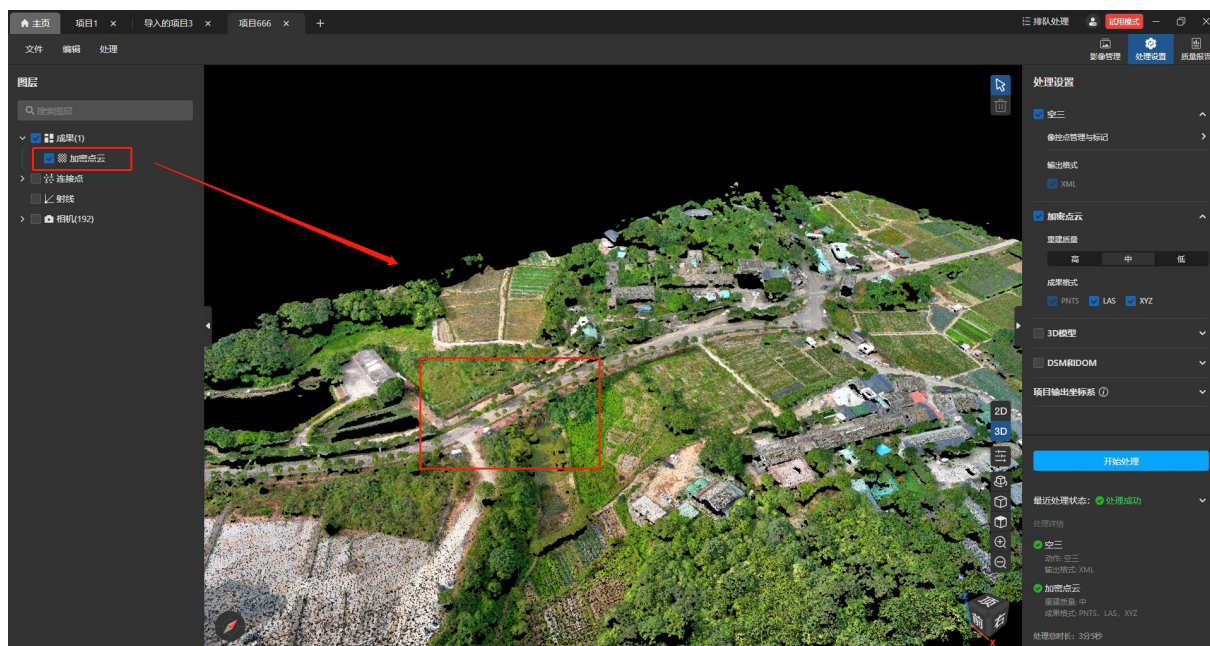 主页 项目1 × 导入的项目3 × 项目666 × + 排队处理 试用模式
文件 编辑 处理 影像管理 处理设置 质量报告
图层
搜索图层
成果(1)
加密点云
连接点
射线
相机(192)
2D
3D
前
右
X
处理设置
空三
像控点管理与标记
输出格式
XML
加密点云
重建质量
高 中 低
成果格式
PNTS LAS XYZ
3D模型
DSM和DOM
项目输出坐标系
开始处理
最近处理状态： 处理成功
处理详情
空三
动作: 空三
输出格式: XML
加密点云
重建质量: 中
成果格式: PNTS、LAS、XYZ
处理总时长： 3分5秒